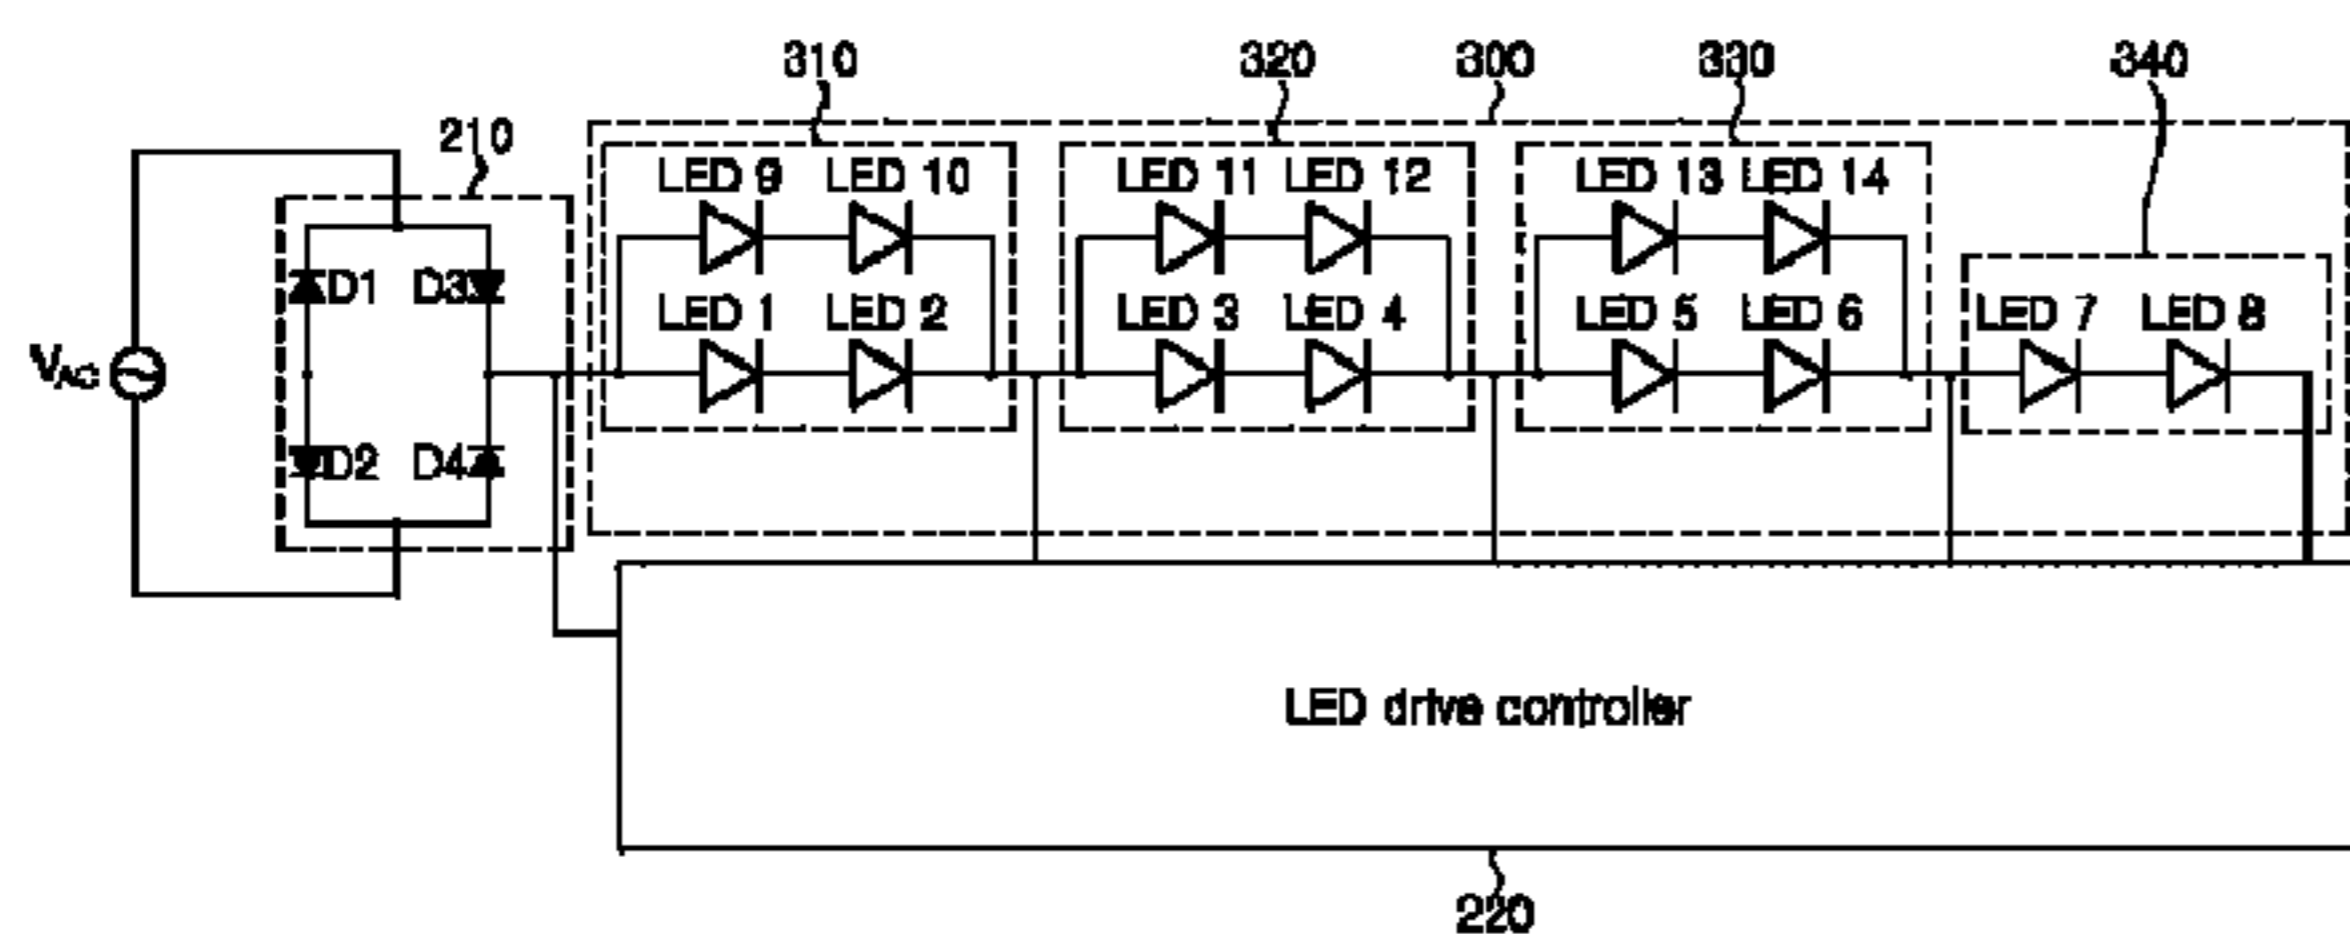 310 320 300 330 340
210
LED 9 LED 10 LED 11 LED 12 LED 13 LED 14
D1 D3
LED 1 LED 2 LED 3 LED 4 LED 5 LED 6 LED 7 LED 8
VAC
D2 D4
LED drive controller
220